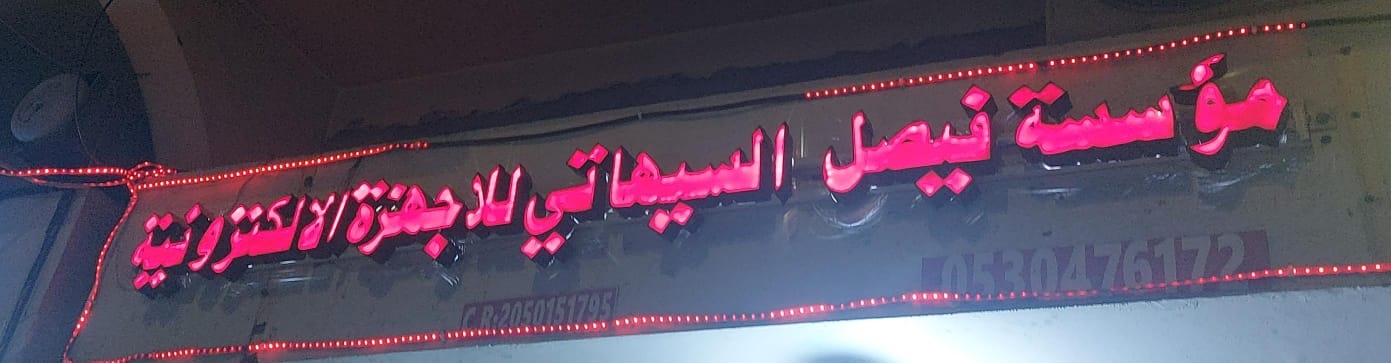 مؤسسة فيصل السيهاتي للاجهزة الالكترونية
0530476172
C.R:2050151795